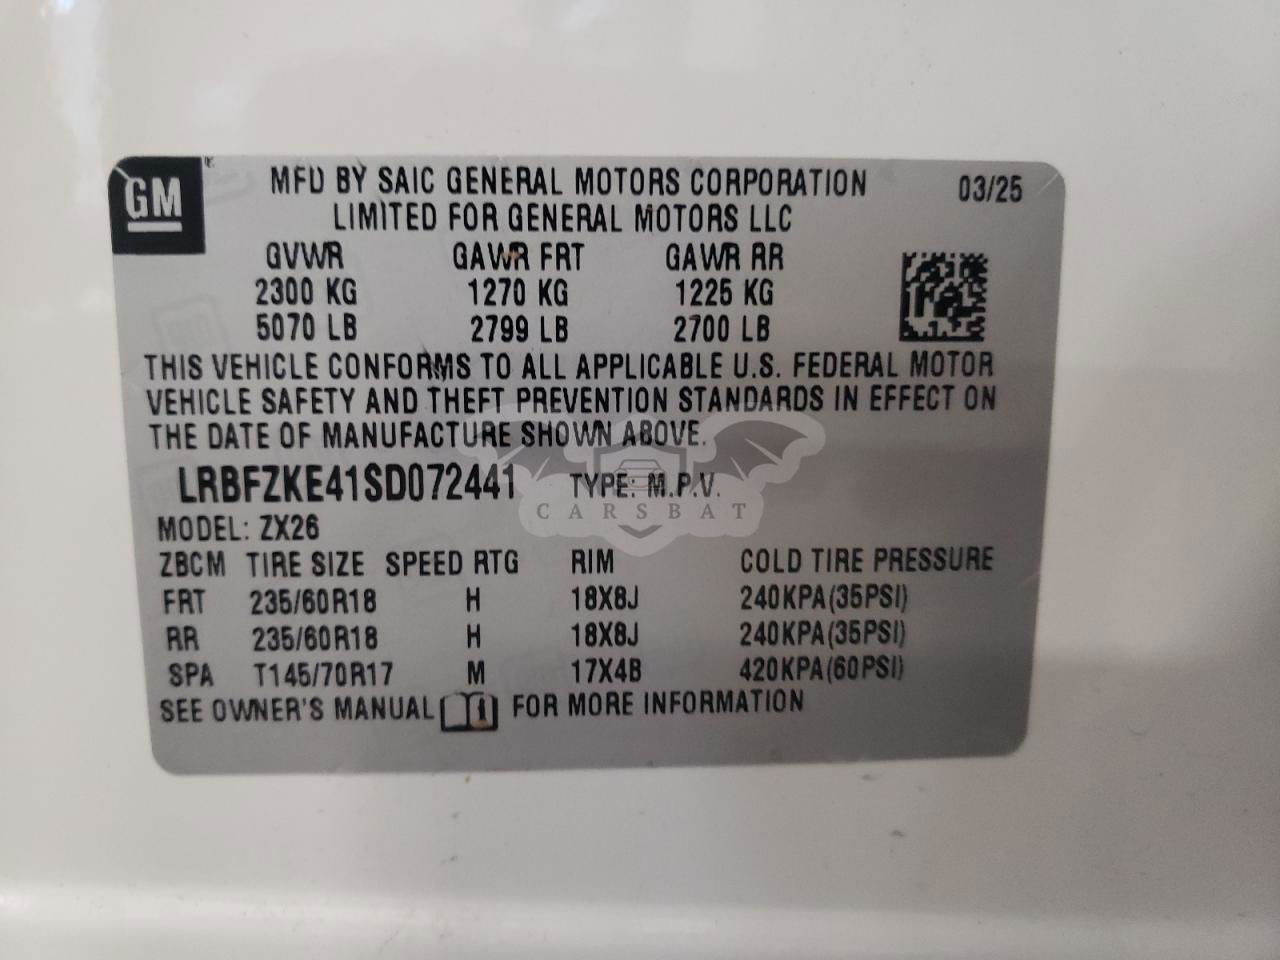 GM
MFD BY SAIC GENERAL MOTORS CORPORATION 03/25
LIMITED FOR GENERAL MOTORS LLC
GVWR GAWR FRT GAWR RR
2300 KG 1270 KG 1225 KG
5070 LB 2799 LB 2700 LB
THIS VEHICLE CONFORMS TO ALL APPLICABLE U.S. FEDERAL MOTOR
VEHICLE SAFETY AND THEFT PREVENTION STANDARDS IN EFFECT ON
THE DATE OF MANUFACTURE SHOWN ABOVE.
LRBFZKE41SD072441 TYPE: M.P.V.
CARSBAT
MODEL: ZX26
ZBCM TIRE SIZE SPEED RTG RIM COLD TIRE PRESSURE
FRT 235/60R18 H 18X8J 240KPA(35PSI)
RR 235/60R18 H 18X8J 240KPA(35PSI)
SPA T145/70R17 M 17X4B 420KPA(60PSI)
SEE OWNER'S MANUAL FOR MORE INFORMATION